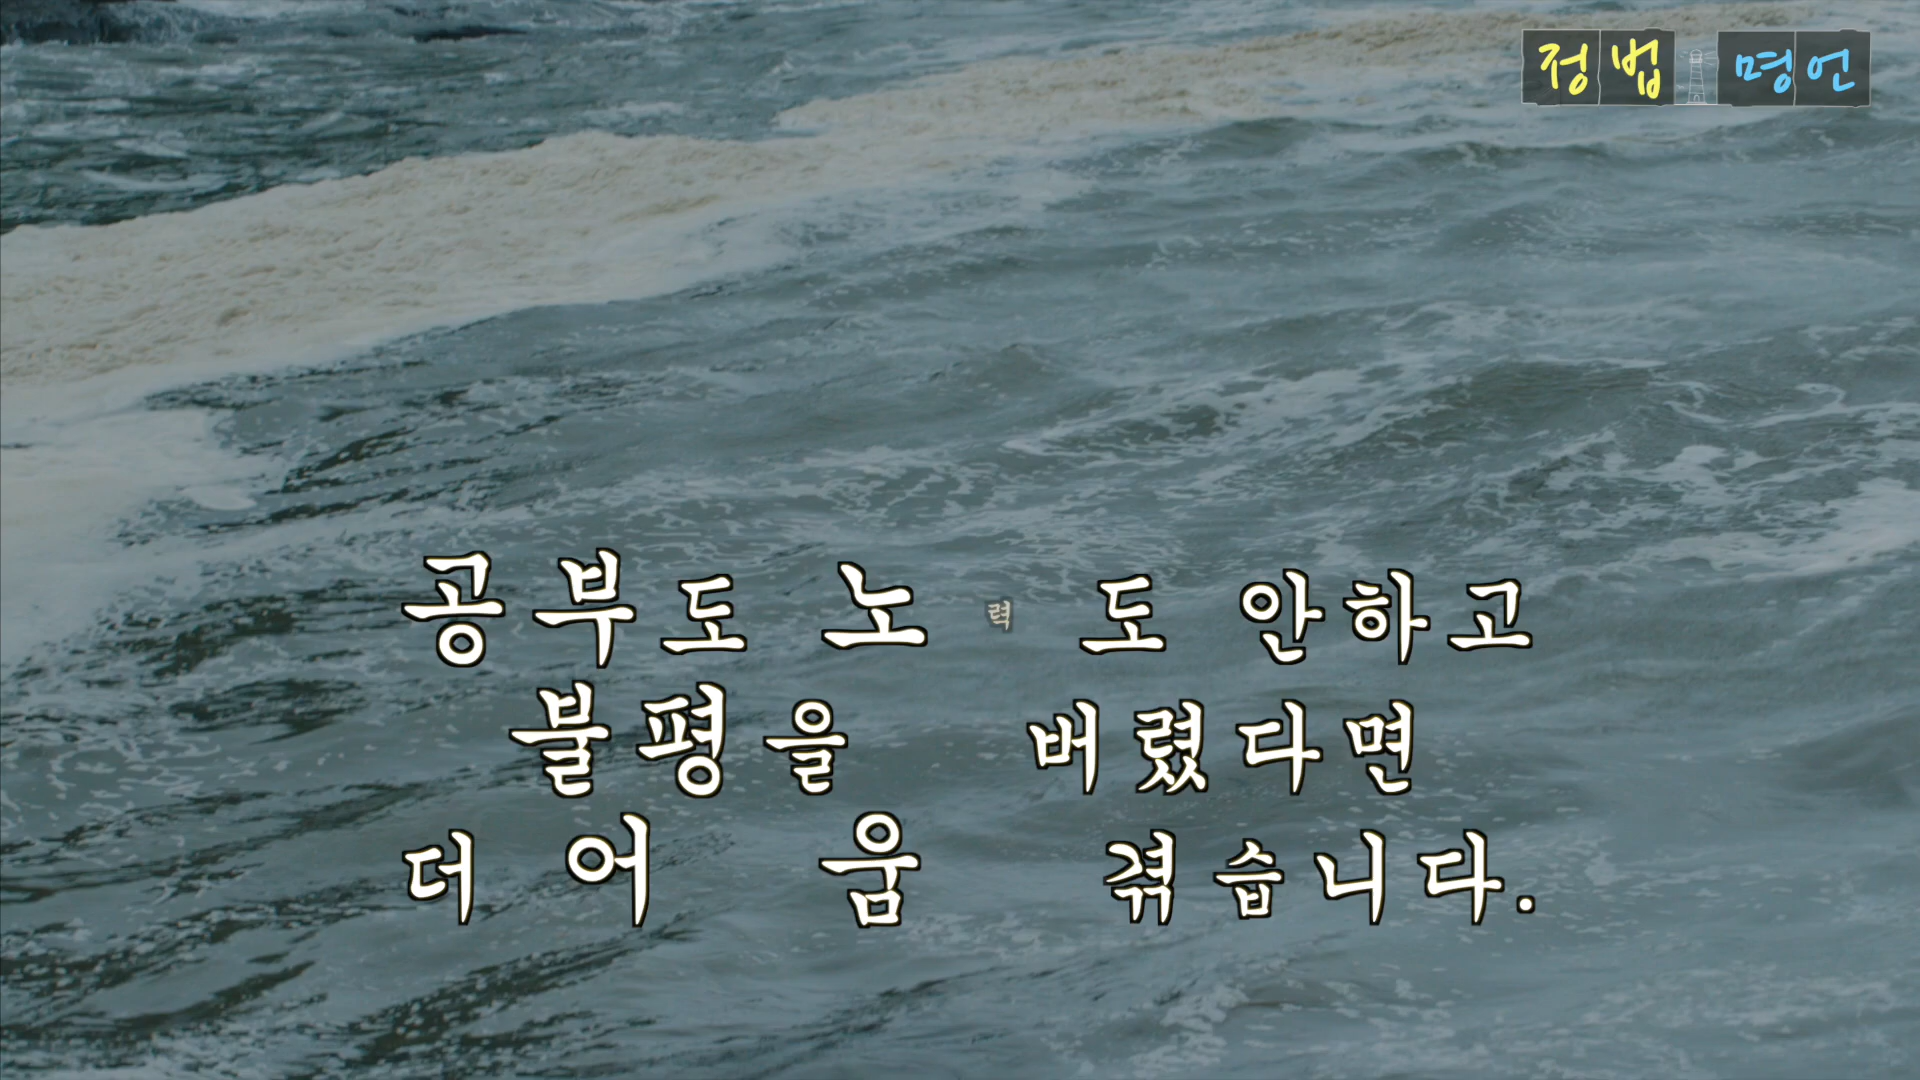 정법 명언
공부도 노력도 안하고
불평을 버렸다면
더 어 움 겪습니다.